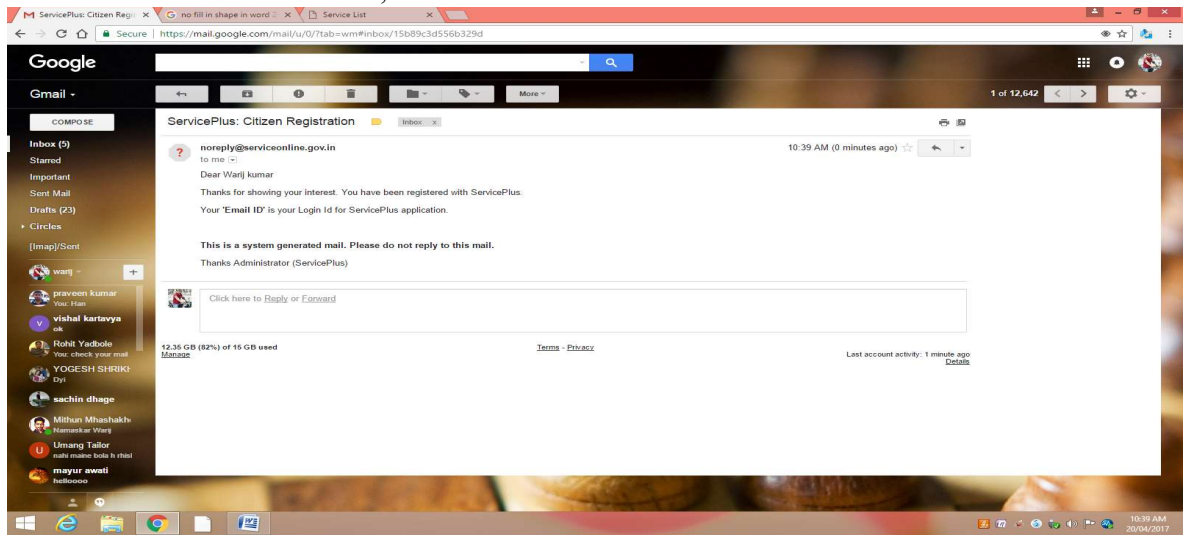 ServicePlus: Citizen Regi
no fill in shape in word 2
Service List
Secure https://mail.google.com/mail/u/0/?tab=wm#inbox/15b89c3d556b329d
Google
Gmail
More
1 of 12,642
COMPOSE
Inbox (5)
Starred
Important
Sent Mail
Drafts (23)
Circles
[Imap]/Sent
warij
praveen kumar
You: Han
vishal kartavya
ok
Rohit Yadbole
You: check your mail
YOGESH SHRIKH
Dyi
sachin dhage
Mithun Mhashakh
Namaskar Warij
Umang Tailor
nahi maine bola h rhisl
mayur awati
helloooo
ServicePlus: Citizen Registration
Inbox x
noreply@serviceonline.gov.in
10:39 AM (0 minutes ago)
to me
Dear Warij kumar
Thanks for showing your interest. You have been registered with ServicePlus.
Your 'Email ID' is your Login Id for ServicePlus application.
This is a system generated mail. Please do not reply to this mail.
Thanks Administrator (ServicePlus)
Click here to Reply or Forward
12.35 GB (82%) of 15 GB used
Manage
Terms - Privacy
Last account activity: 1 minute ago
Details
10:39 AM
20/04/2017